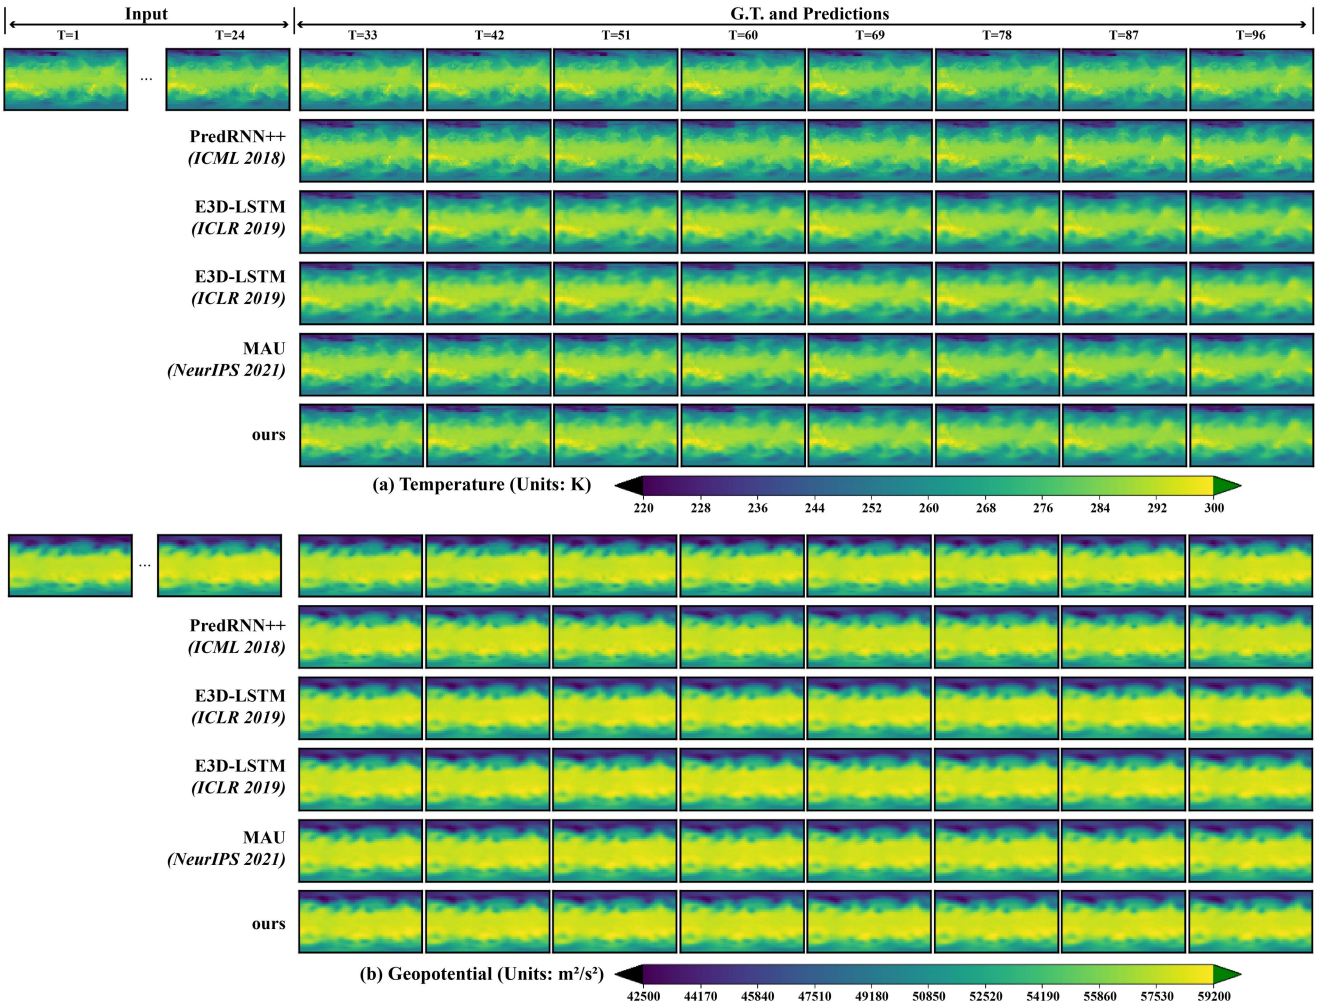 Input G.T. and Predictions
T=1 T=24 T=33 T=42 T=51 T=60 T=69 T=78 T=87 T=96
...
PredRNN++
(ICML 2018)
E3D-LSTM
(ICLR 2019)
E3D-LSTM
(ICLR 2019)
MAU
(NeurIPS 2021)
ours
(a) Temperature (Units: K)
220 228 236 244 252 260 268 276 284 292 300
...
PredRNN++
(ICML 2018)
E3D-LSTM
(ICLR 2019)
E3D-LSTM
(ICLR 2019)
MAU
(NeurIPS 2021)
ours
(b) Geopotential (Units: m²/s²)
42500 44170 45840 47510 49180 50850 52520 54190 55860 57530 59200